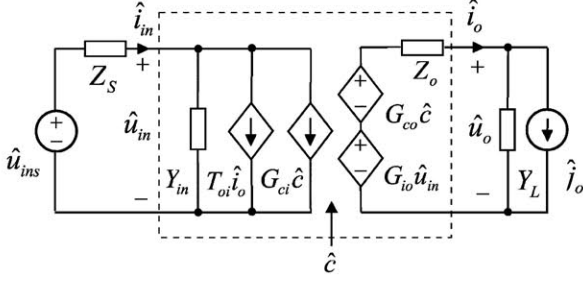 î_in
î_o
+
Z_S
Z_o
+
+
−
G_co ĉ
+
−
û_ins
û_in
û_o
+
−
G_io û_in
Y_in
T_oi î_o
G_ci ĉ
Y_L
ĵ_o
−
−
ĉ